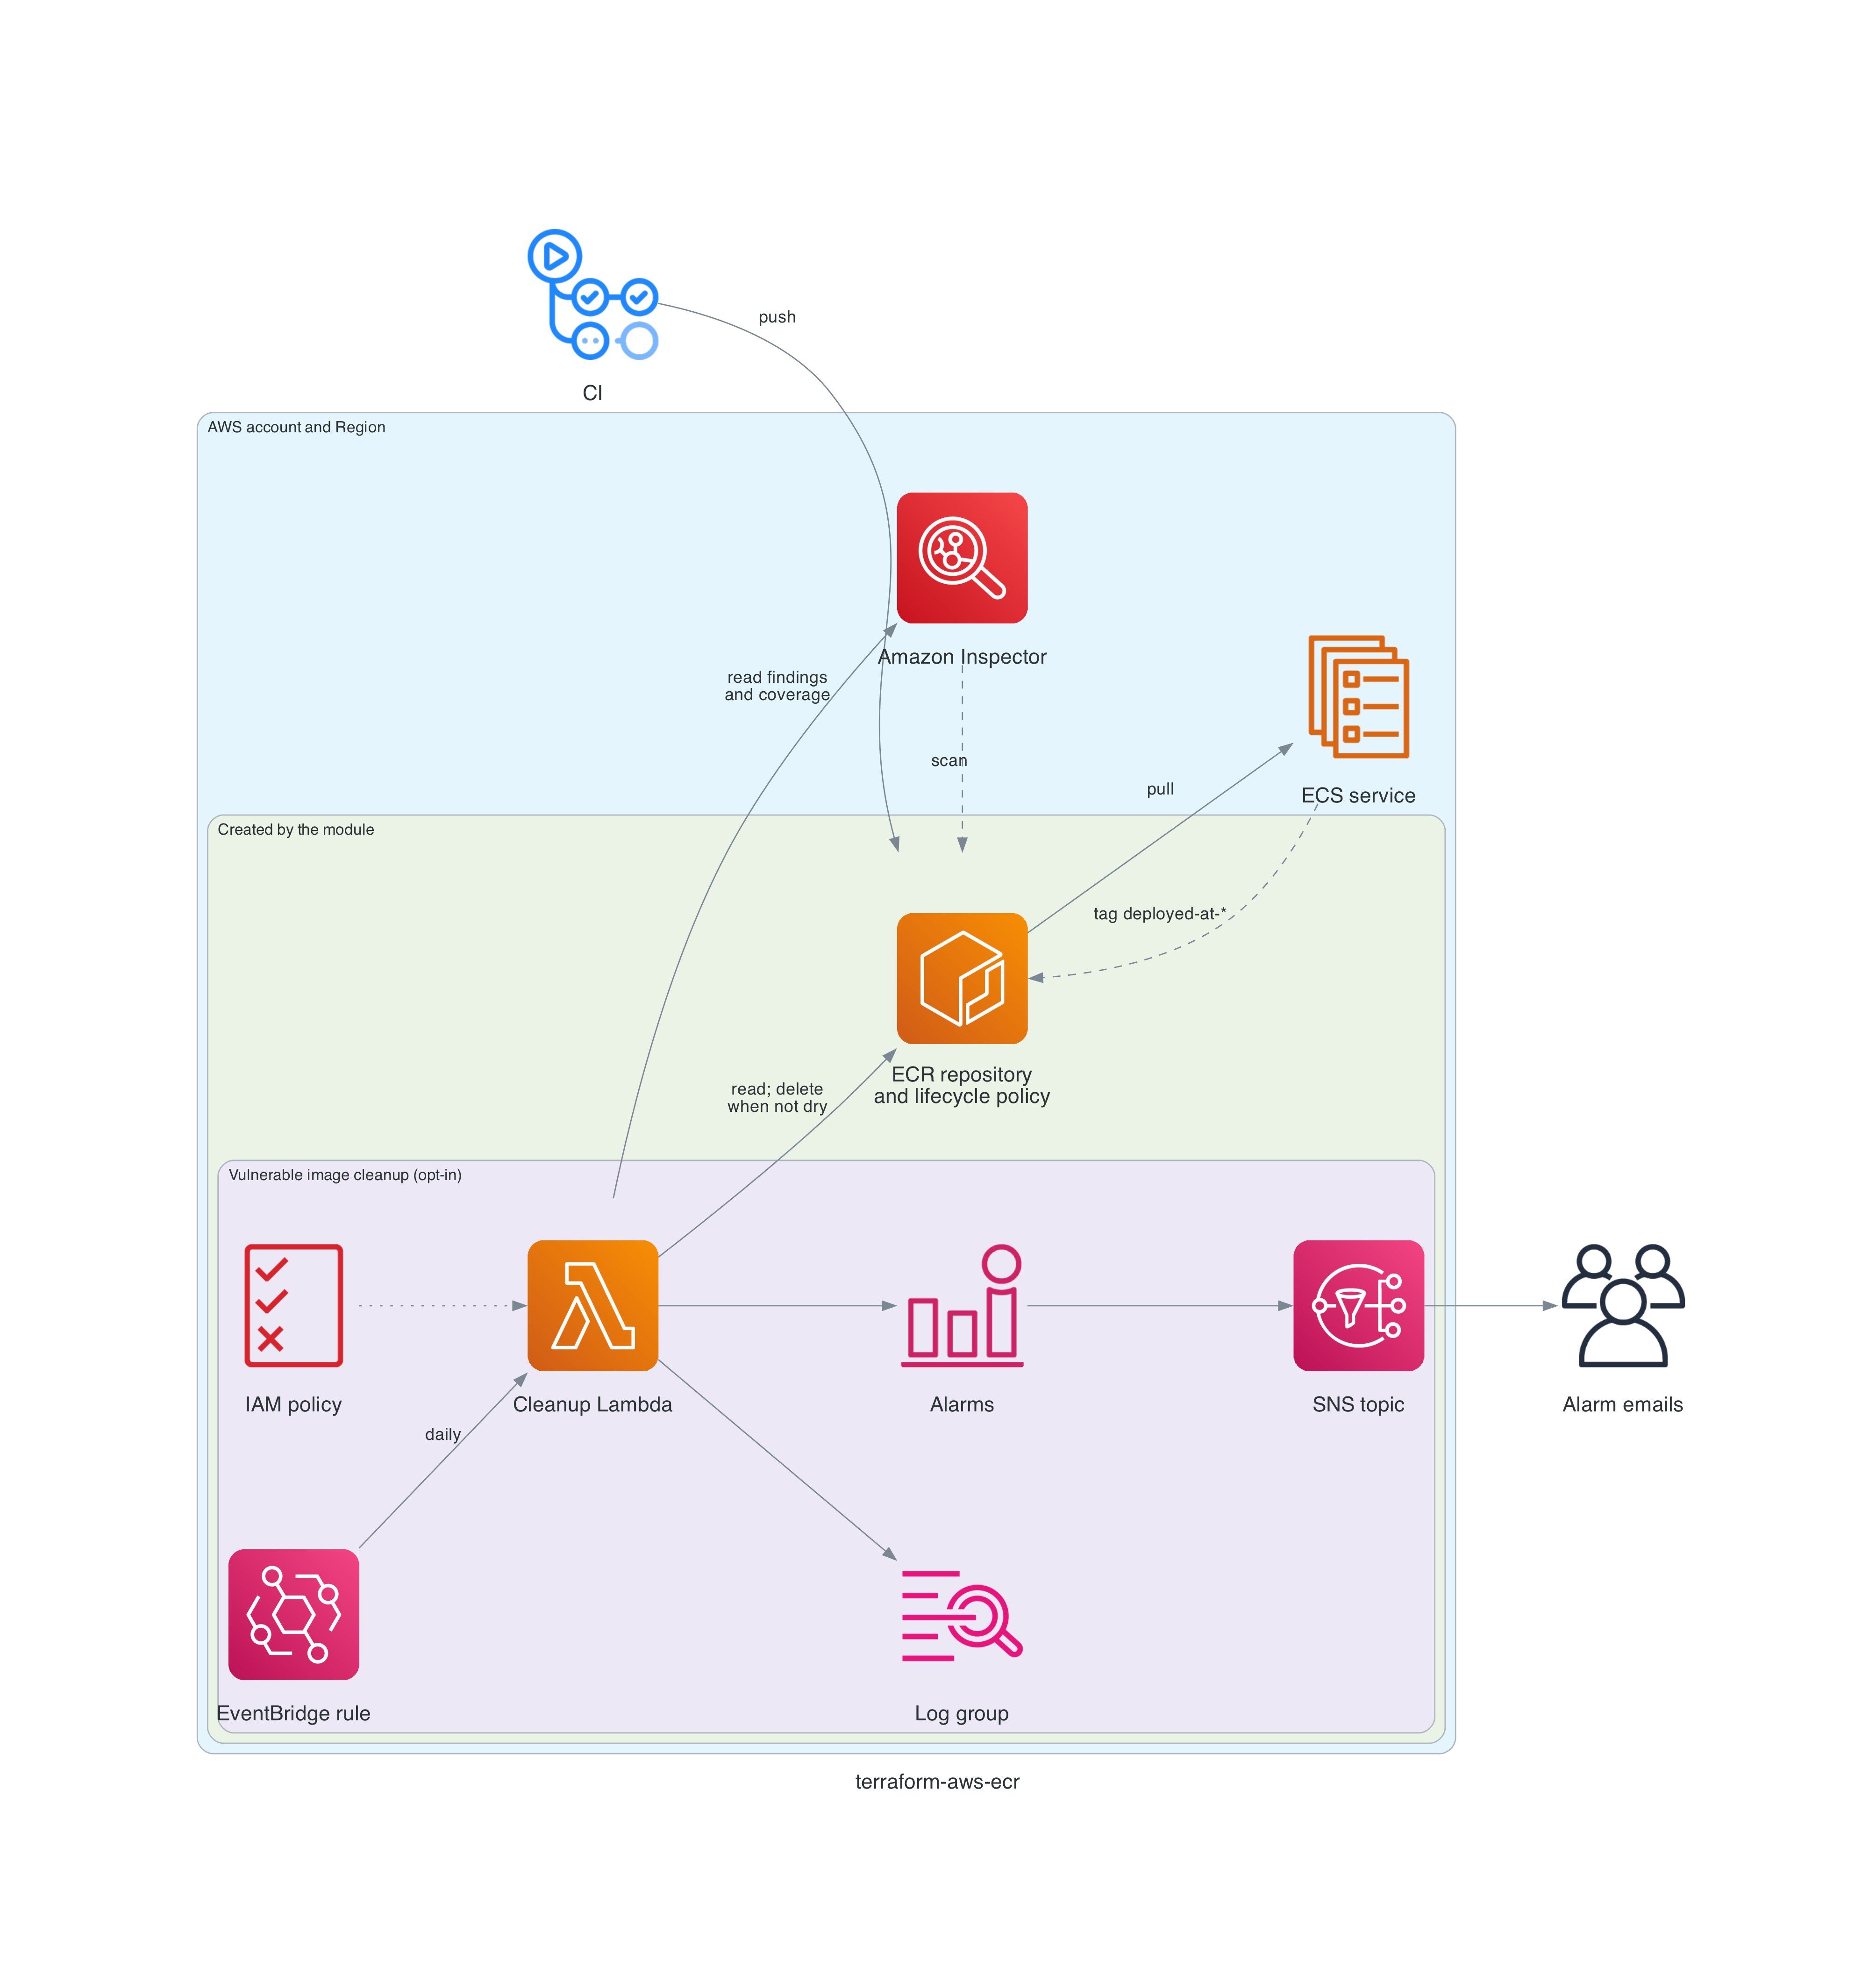 push
CI
AWS account and Region
Amazon Inspector
read findings
and coverage
scan
pull
ECS service
Created by the module
tag deployed-at-*
ECR repository
and lifecycle policy
read; delete
when not dry
Vulnerable image cleanup (opt-in)
IAM policy
Cleanup Lambda
Alarms
SNS topic
Alarm emails
daily
EventBridge rule
Log group
terraform-aws-ecr